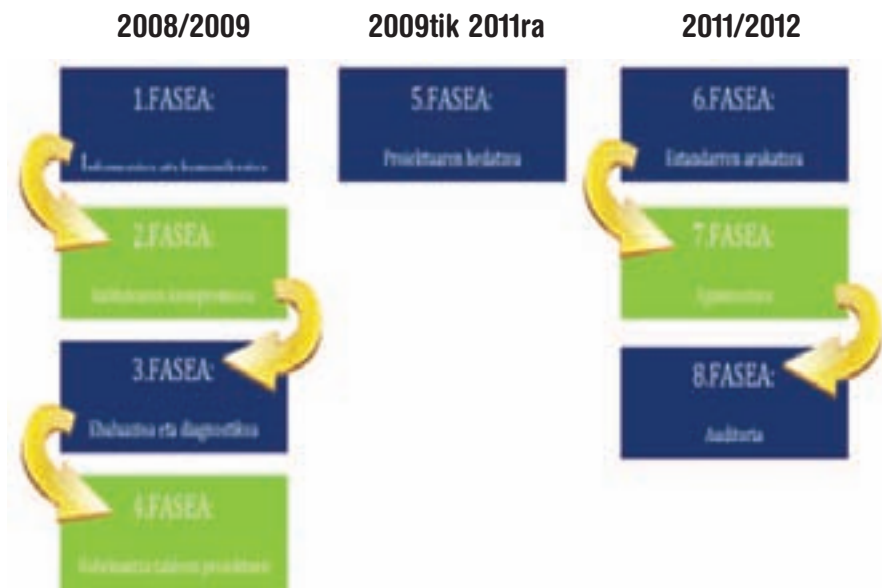 2008/2009
1.FASEA:
eta
2.FASEA:
3.FASEA:
Ebaluazioa eta diagnostikoa
4.FASEA:
2009tik 2011ra
5.FASEA:
Proiektuaren hedatzea
2011/2012
6.FASEA:
Estandarren arakatzea
7.FASEA:
8.FASEA:
Auditoria